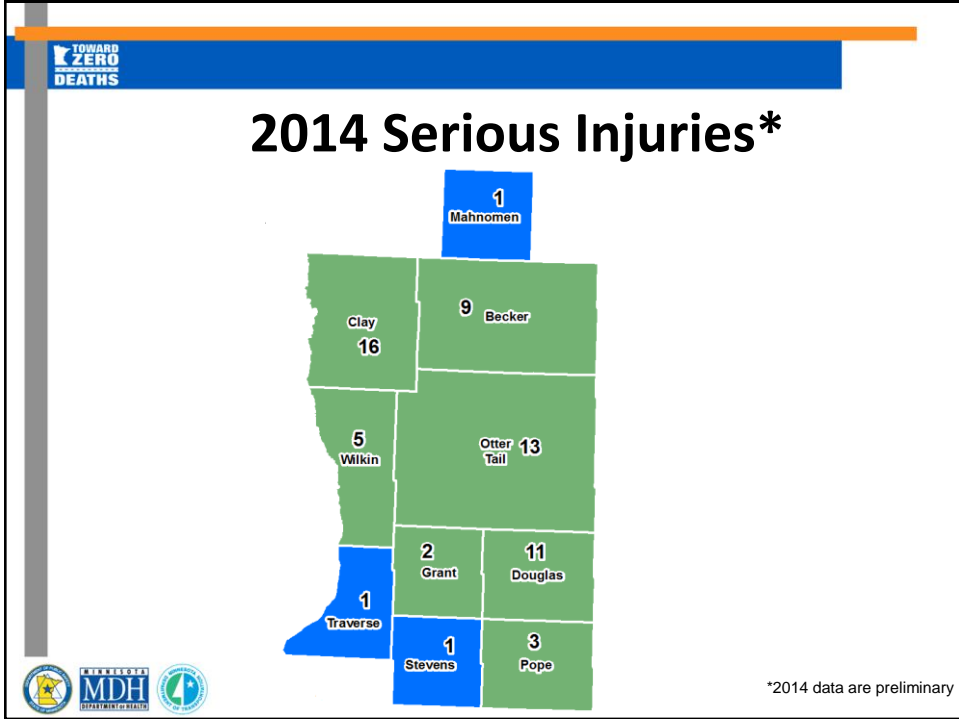 TOWARD
ZERO
DEATHS
2014 Serious Injuries*
1
Mahnomen
9 Becker
Clay
16
5
Wilkin
Otter 13
Tail
2
Grant
11
Douglas
1
Traverse
1
Stevens
3
Pope
MINNESOTA
MDH
DEPARTMENT OF HEALTH
*2014 data are preliminary